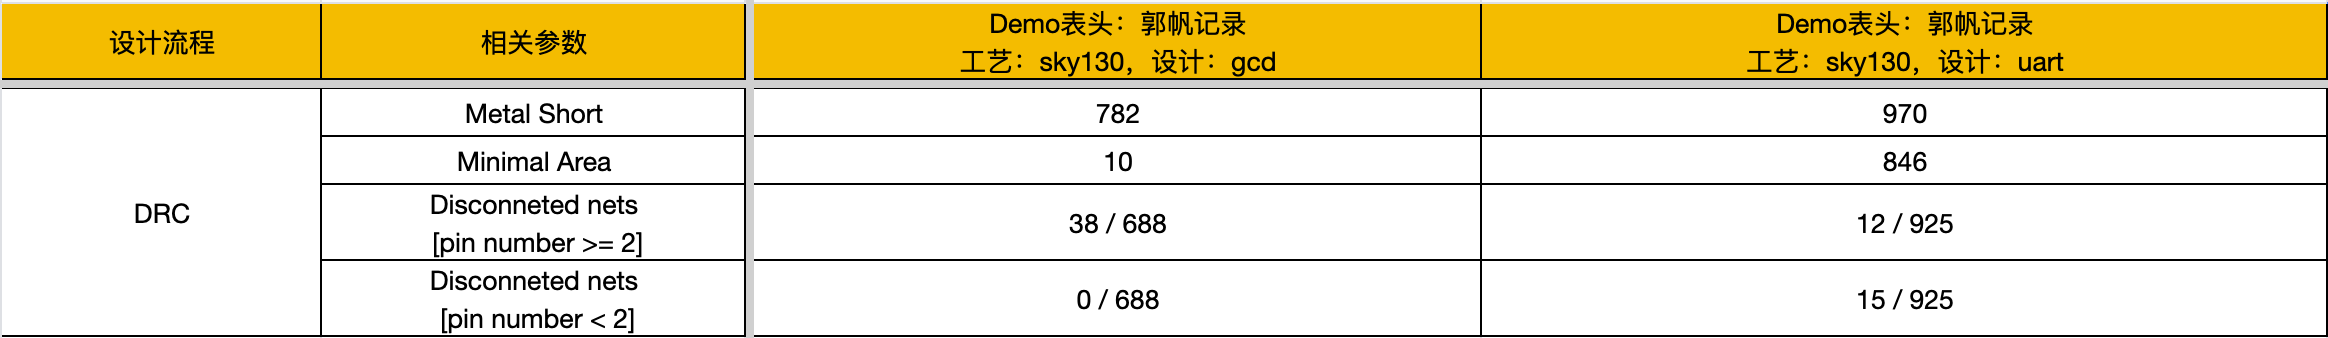 设计流程
相关参数
Demo表头：郭帆记录
工艺：sky130，设计：gcd
Demo表头：郭帆记录
工艺：sky130，设计：uart
DRC
Metal Short
782
970
Minimal Area
10
846
Disconneted nets
[pin number >= 2]
38 / 688
12 / 925
Disconneted nets
[pin number < 2]
0 / 688
15 / 925